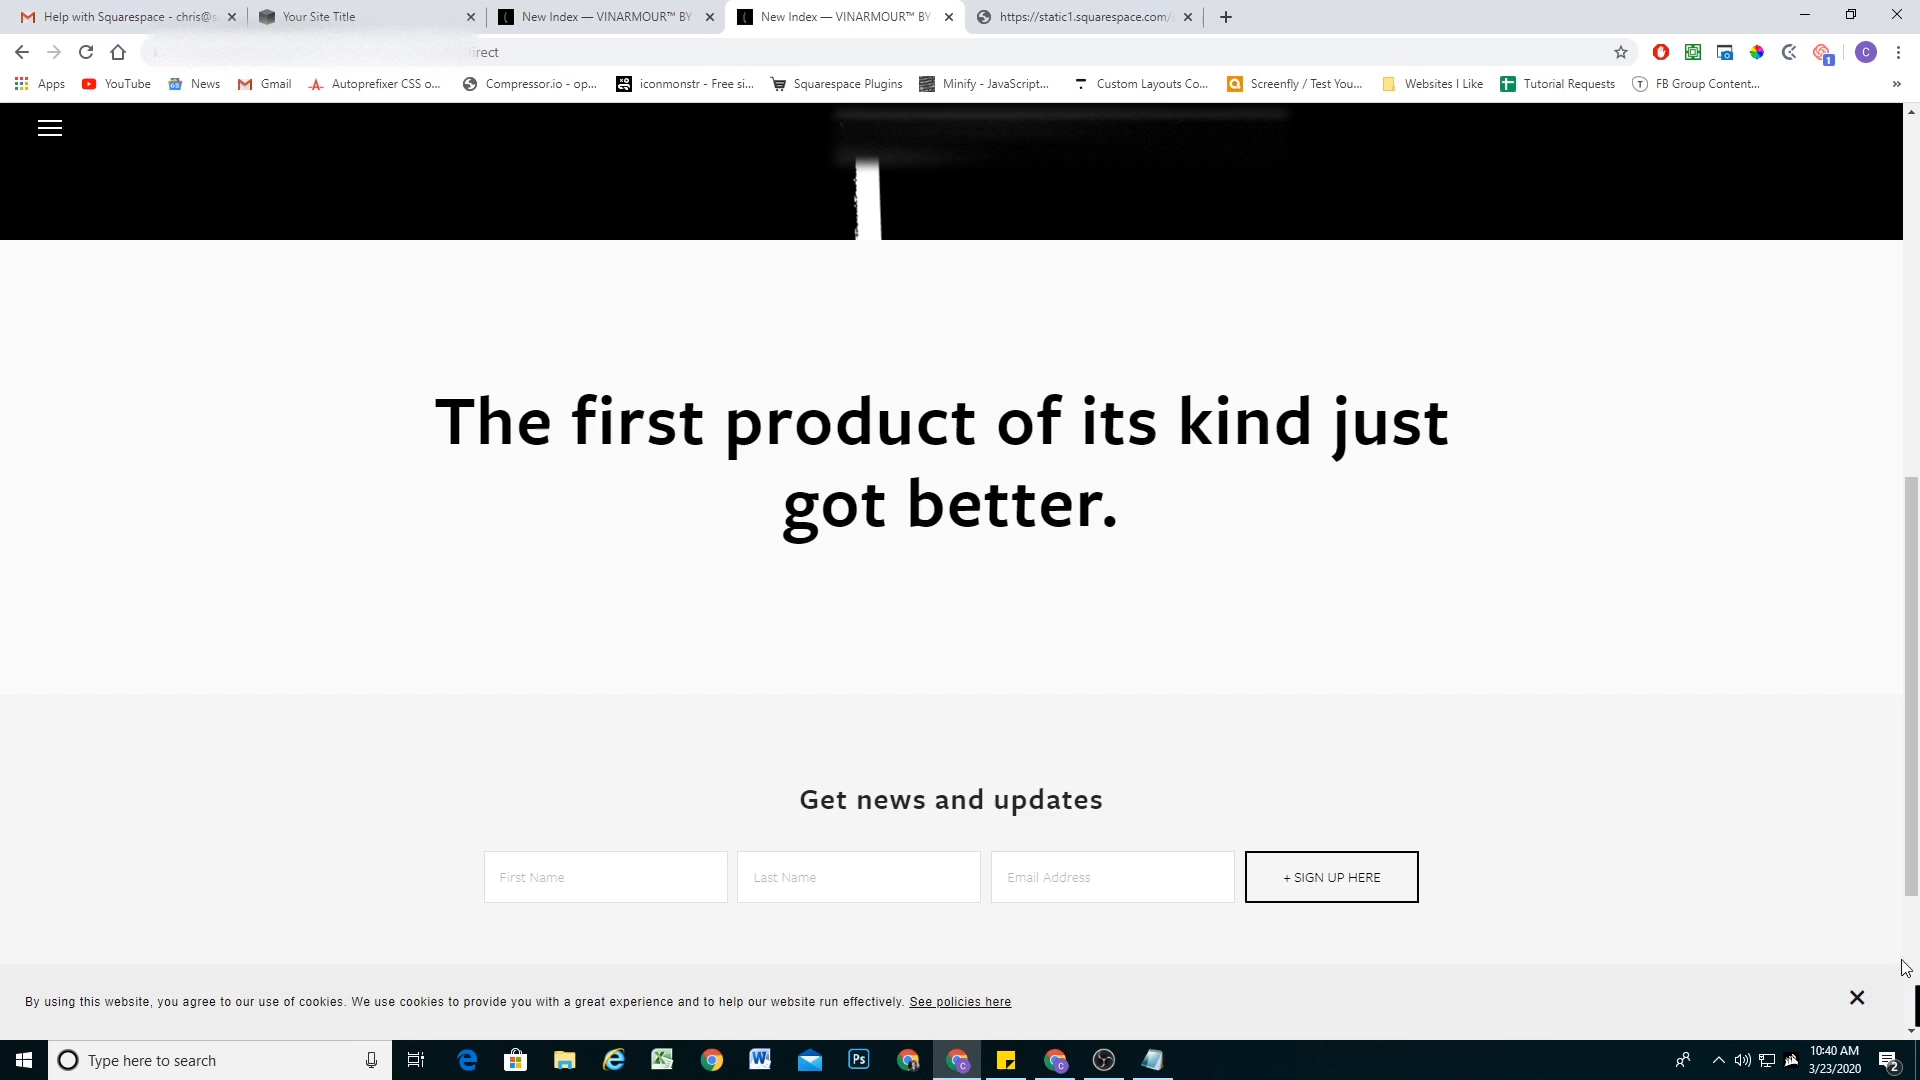 Help with Squarespace - chris@s
Your Site Title
New Index — VINARMOUR™ BY
New Index — VINARMOUR™ BY
https://static1.squarespace.com/
irect
1
C
Apps
YouTube
News
Gmail
Autoprefixer CSS o...
Compressor.io - op...
iconmonstr - Free si...
Squarespace Plugins
Minify - JavaScript...
Custom Layouts Co...
Screenfly / Test You...
Websites I Like
Tutorial Requests
FB Group Content...
»
The first product of its kind just
got better.
Get news and updates
First Name
Last Name
Email Address
+ SIGN UP HERE
By using this website, you agree to our use of cookies. We use cookies to provide you with a great experience and to help our website run effectively. See policies here
Type here to search
10:40 AM
3/23/2020
2